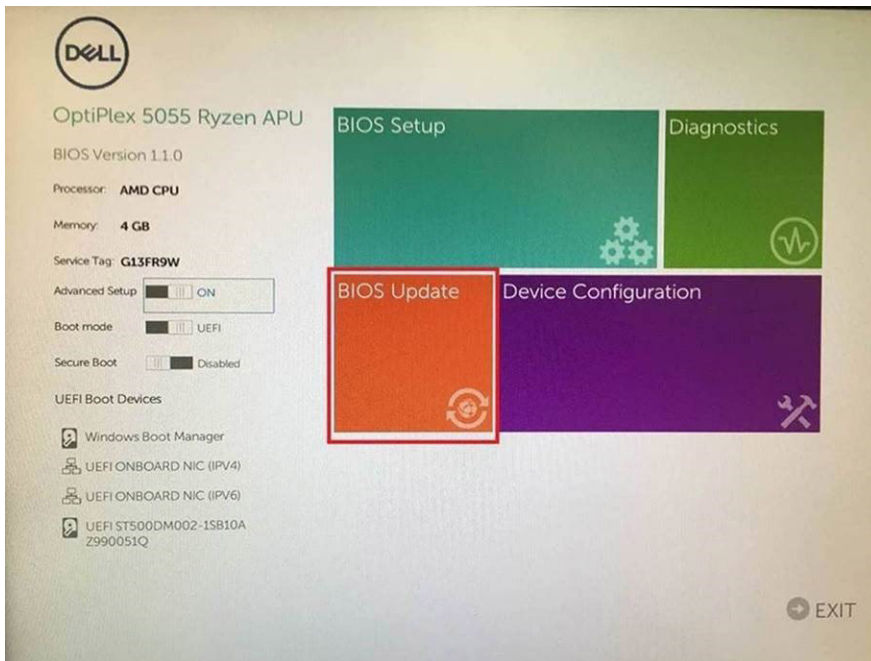 DELL
OptiPlex 5055 Ryzen APU
BIOS Version 1.1.0
Processor: AMD CPU
Memory: 4 GB
Service Tag: G13FR9W
Advanced Setup ON
Boot mode UEFI
Secure Boot Disabled
UEFI Boot Devices
Windows Boot Manager
UEFI ONBOARD NIC (IPV4)
UEFI ONBOARD NIC (IPV6)
UEFI ST500DM002-1SB10A
Z990051Q
BIOS Setup
Diagnostics
BIOS Update
Device Configuration
EXIT